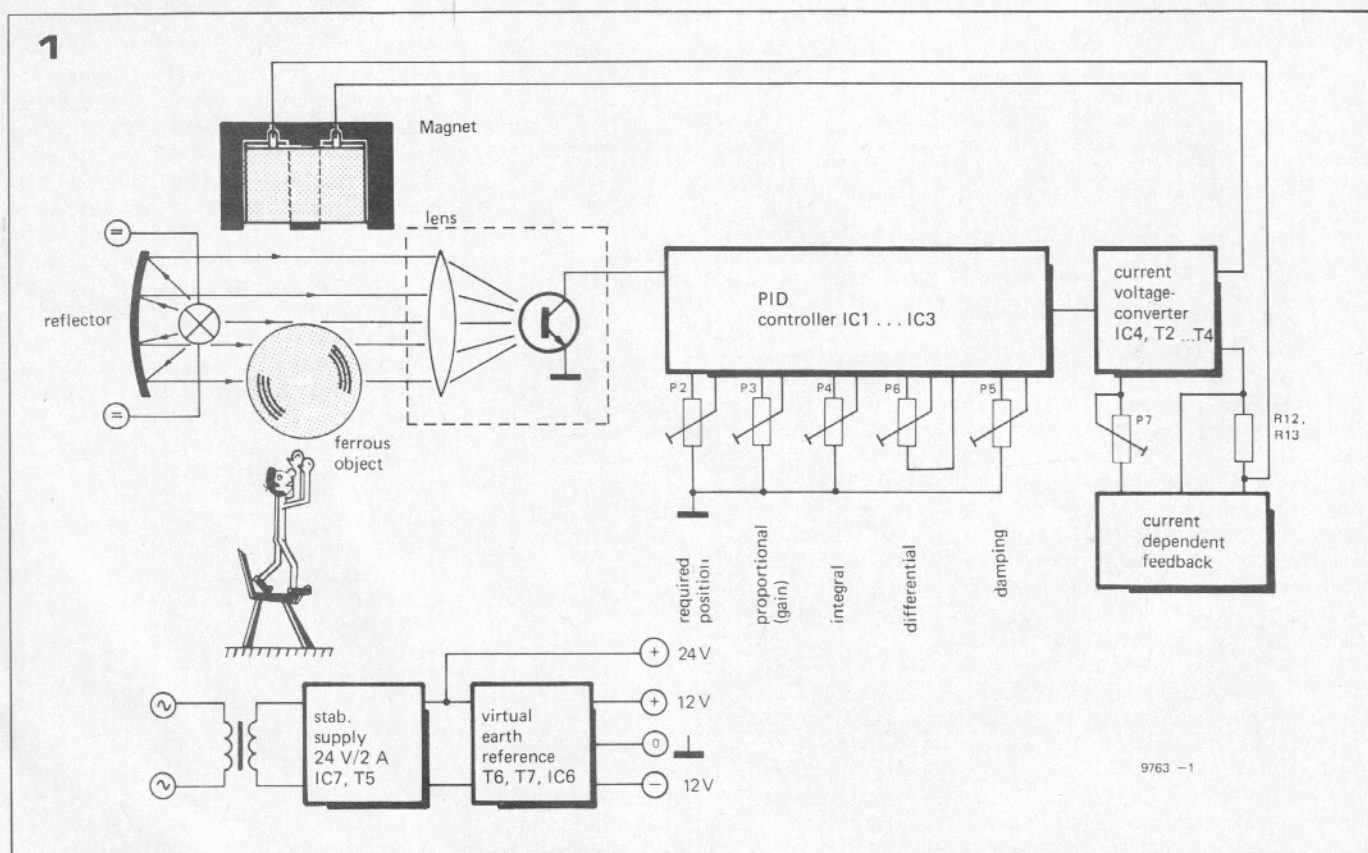 1
Magnet
lens
reflector
ferrous
object
PID
controller IC1 ... IC3
current
voltage-
converter
IC4, T2 ...T4
P2
P3
P4
P6
P5
P7
R12,
R13
current
dependent
feedback
required
position
proportional
(gain)
integral
differential
damping
=
=
~
~
stab.
supply
24 V/2 A
IC7, T5
virtual
earth
reference
T6, T7, IC6
+ 24 V
+ 12 V
0
− 12 V
9763 -1